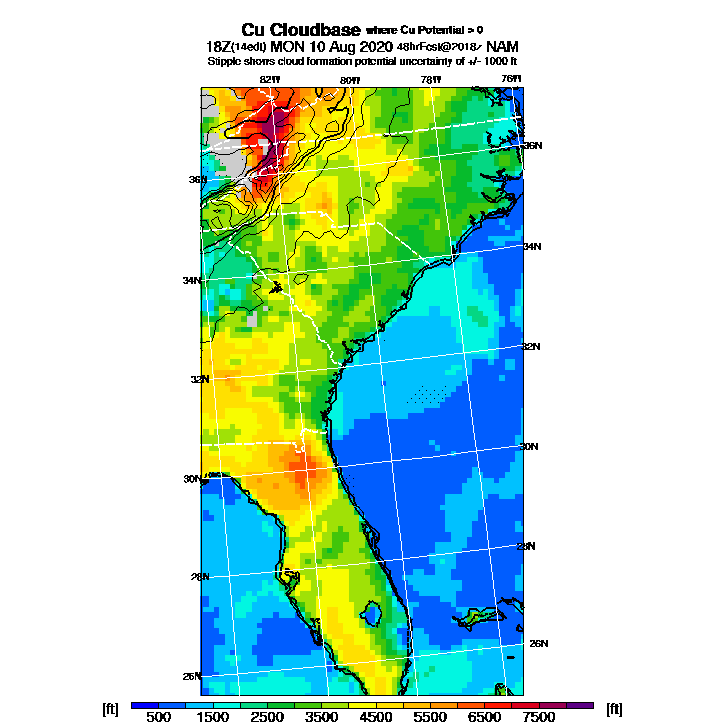 Cu Cloudbase where Cu Potential > 0
18Z(14edt) MON 10 Aug 2020 48hrFcst@2018z NAM
Stipple shows cloud formation potential uncertainty of +/- 1000 ft
82W 80W 78W 76W
36N
36N
34N
34N
32N
32N
30N
30N
28N
28N
26N
26N
[ft] 500 1500 2500 3500 4500 5500 6500 7500 [ft]